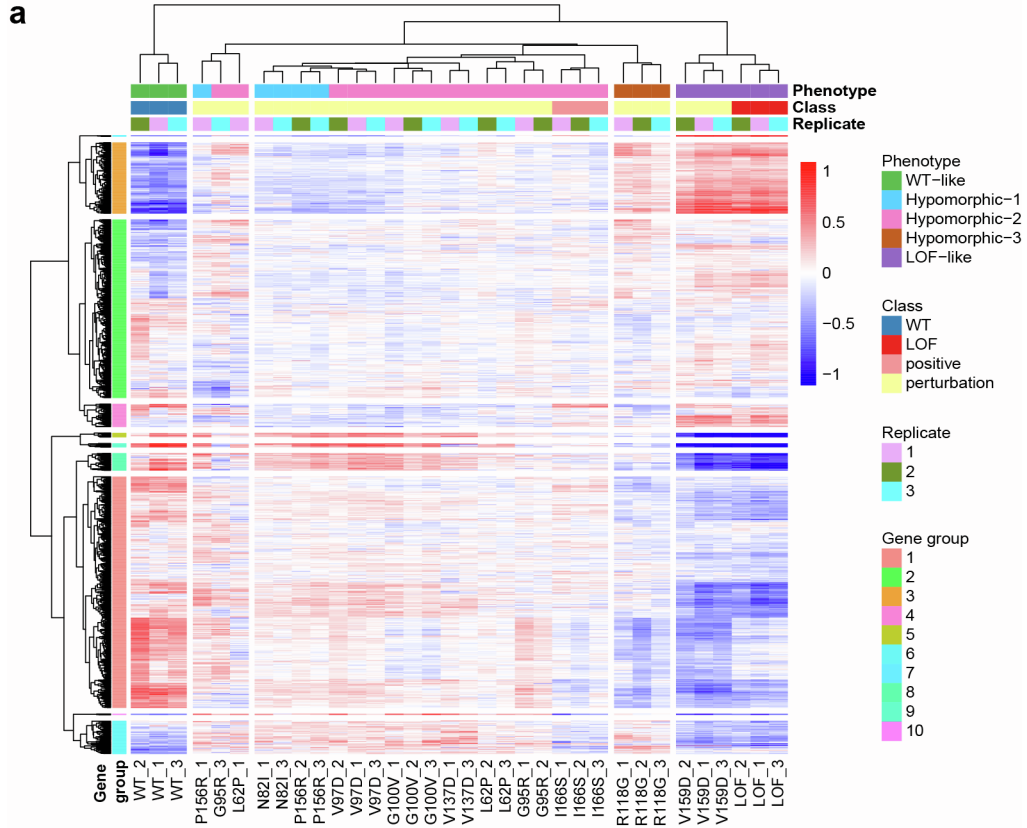 a
Phenotype
Class
Replicate
1
0.5
0
−0.5
−1
Phenotype
WT−like
Hypomorphic−1
Hypomorphic−2
Hypomorphic−3
LOF−like
Class
WT
LOF
positive
perturbation
Replicate
1
2
3
Gene group
1
2
3
4
5
6
7
8
9
10
Gene
group
WT_2
WT_1
WT_3
P156R_1
G95R_3
L62P_1
N82I_1
N82I_3
P156R_2
P156R_3
V97D_2
V97D_1
V97D_3
G100V_1
G100V_2
G100V_3
V137D_1
V137D_3
L62P_2
L62P_3
G95R_1
G95R_2
I166S_1
I166S_2
I166S_3
R118G_1
R118G_2
R118G_3
V159D_2
V159D_1
V159D_3
LOF_2
LOF_1
LOF_3